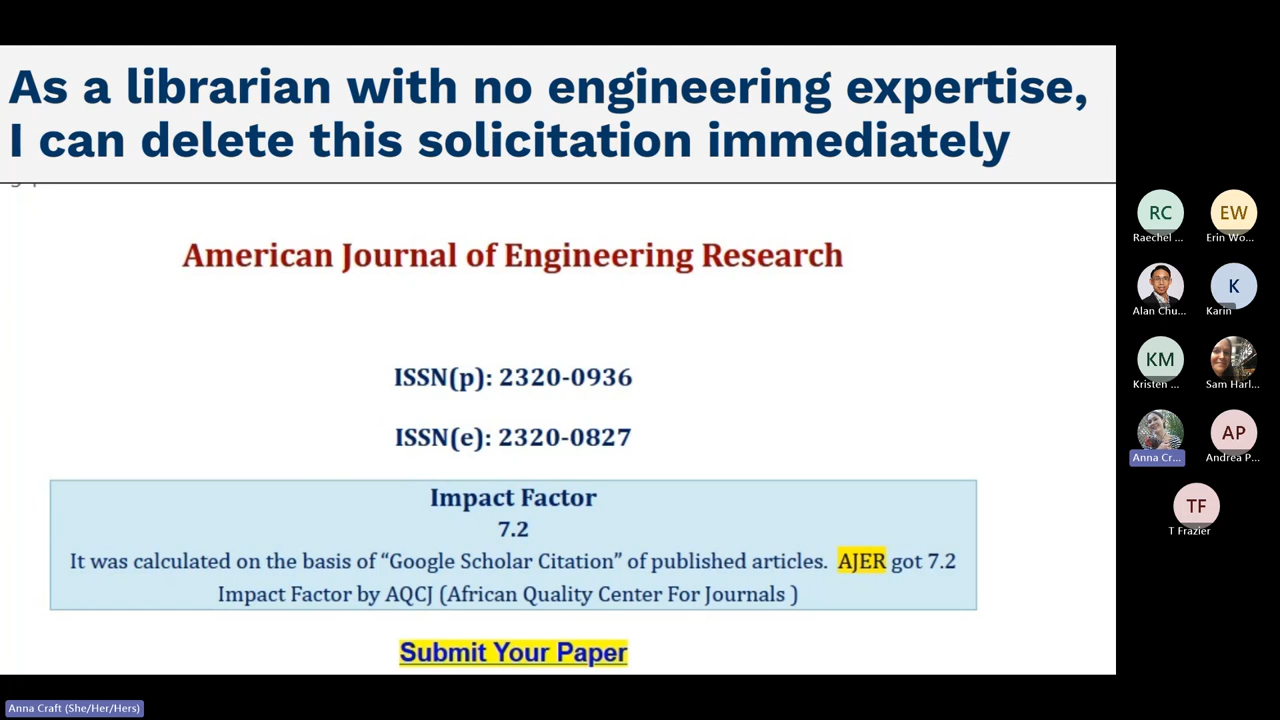 As a librarian with no engineering expertise,
I can delete this solicitation immediately
American Journal of Engineering Research
ISSN(p): 2320-0936
ISSN(e): 2320-0827
Impact Factor
7.2
It was calculated on the basis of “Google Scholar Citation” of published articles. AJER got 7.2
Impact Factor by AQCJ (African Quality Center For Journals )
Submit Your Paper
RC
Raechel ...
EW
Erin Wo...
Alan Chu...
K
Karin
KM
Kristen ...
Sam Harl...
Anna Cr...
AP
Andrea P...
TF
T Frazier
Anna Craft (She/Her/Hers)